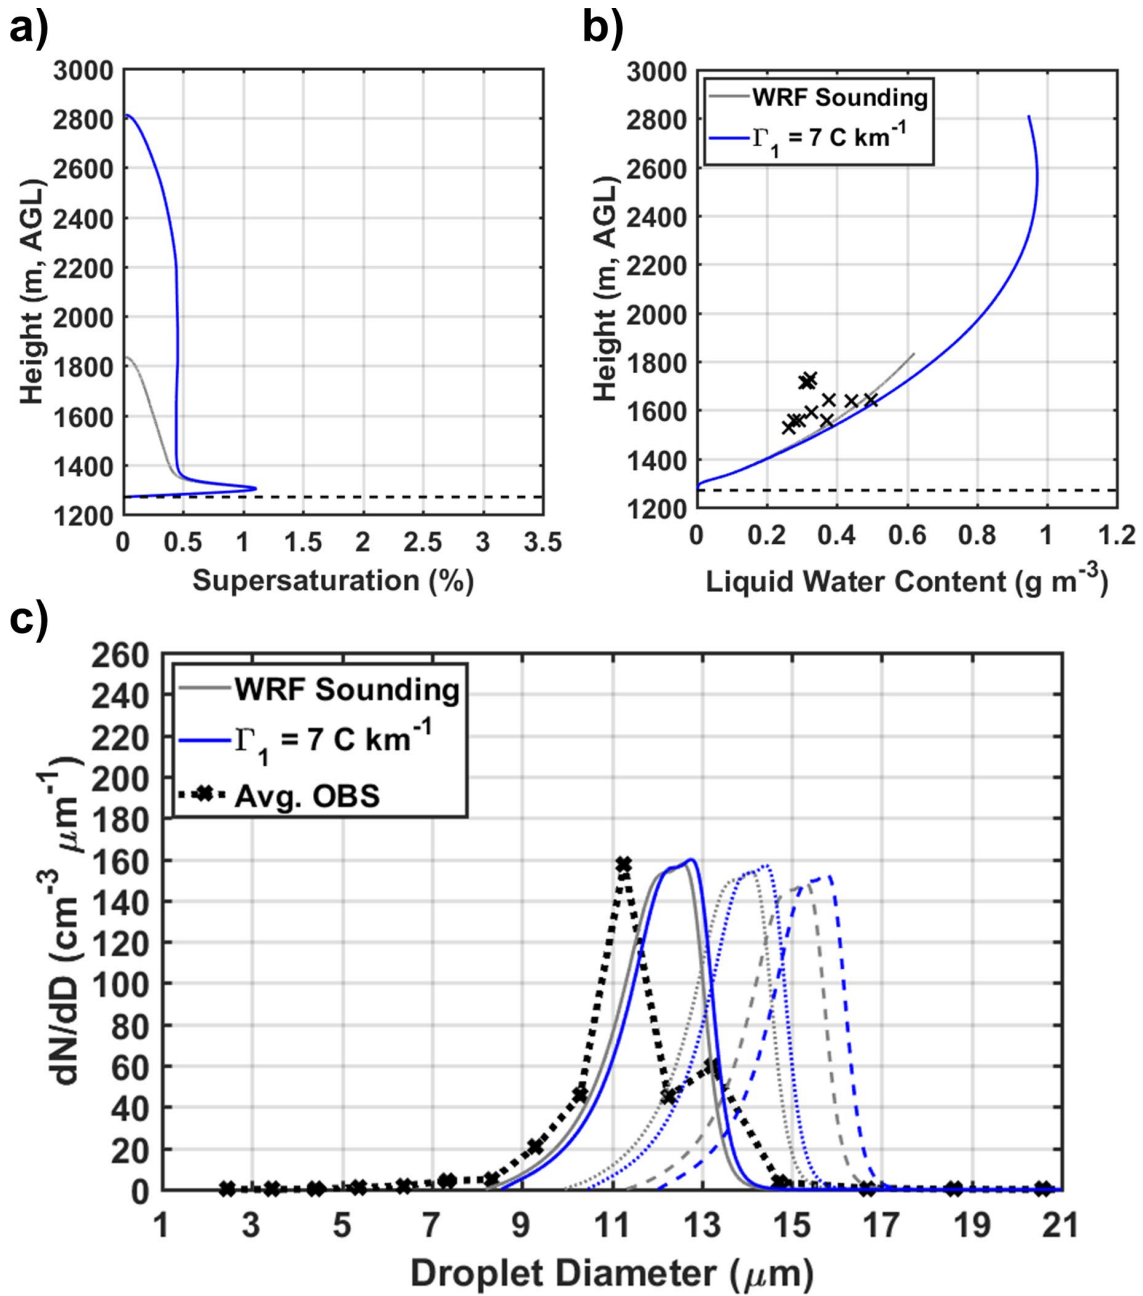 a)
3000
2800
2600
2400
2200
2000
1800
1600
1400
1200
Height (m, AGL)
0 0.5 1 1.5 2 2.5 3 3.5
Supersaturation (%)
b)
3000
2800
2600
2400
2200
2000
1800
1600
1400
1200
Height (m, AGL)
WRF Sounding
Γ₁ = 7 C km⁻¹
0 0.2 0.4 0.6 0.8 1 1.2
Liquid Water Content (g m⁻³)
c)
260
240
220
200
180
160
140
120
100
80
60
40
20
0
dN/dD (cm⁻³ μm⁻¹)
WRF Sounding
Γ₁ = 7 C km⁻¹
Avg. OBS
1 3 5 7 9 11 13 15 17 19 21
Droplet Diameter (μm)